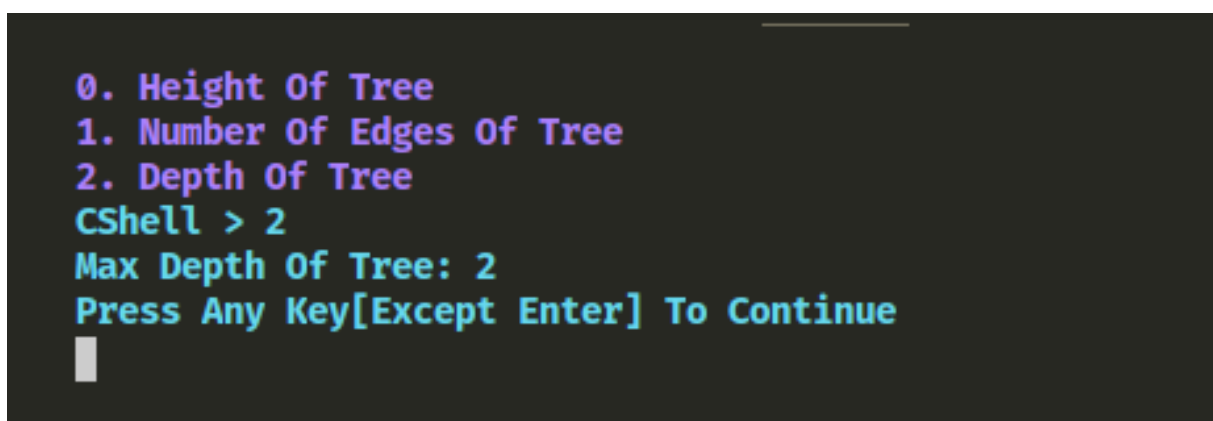 0. Height Of Tree
1. Number Of Edges Of Tree
2. Depth Of Tree
CShell > 2
Max Depth Of Tree: 2
Press Any Key[Except Enter] To Continue